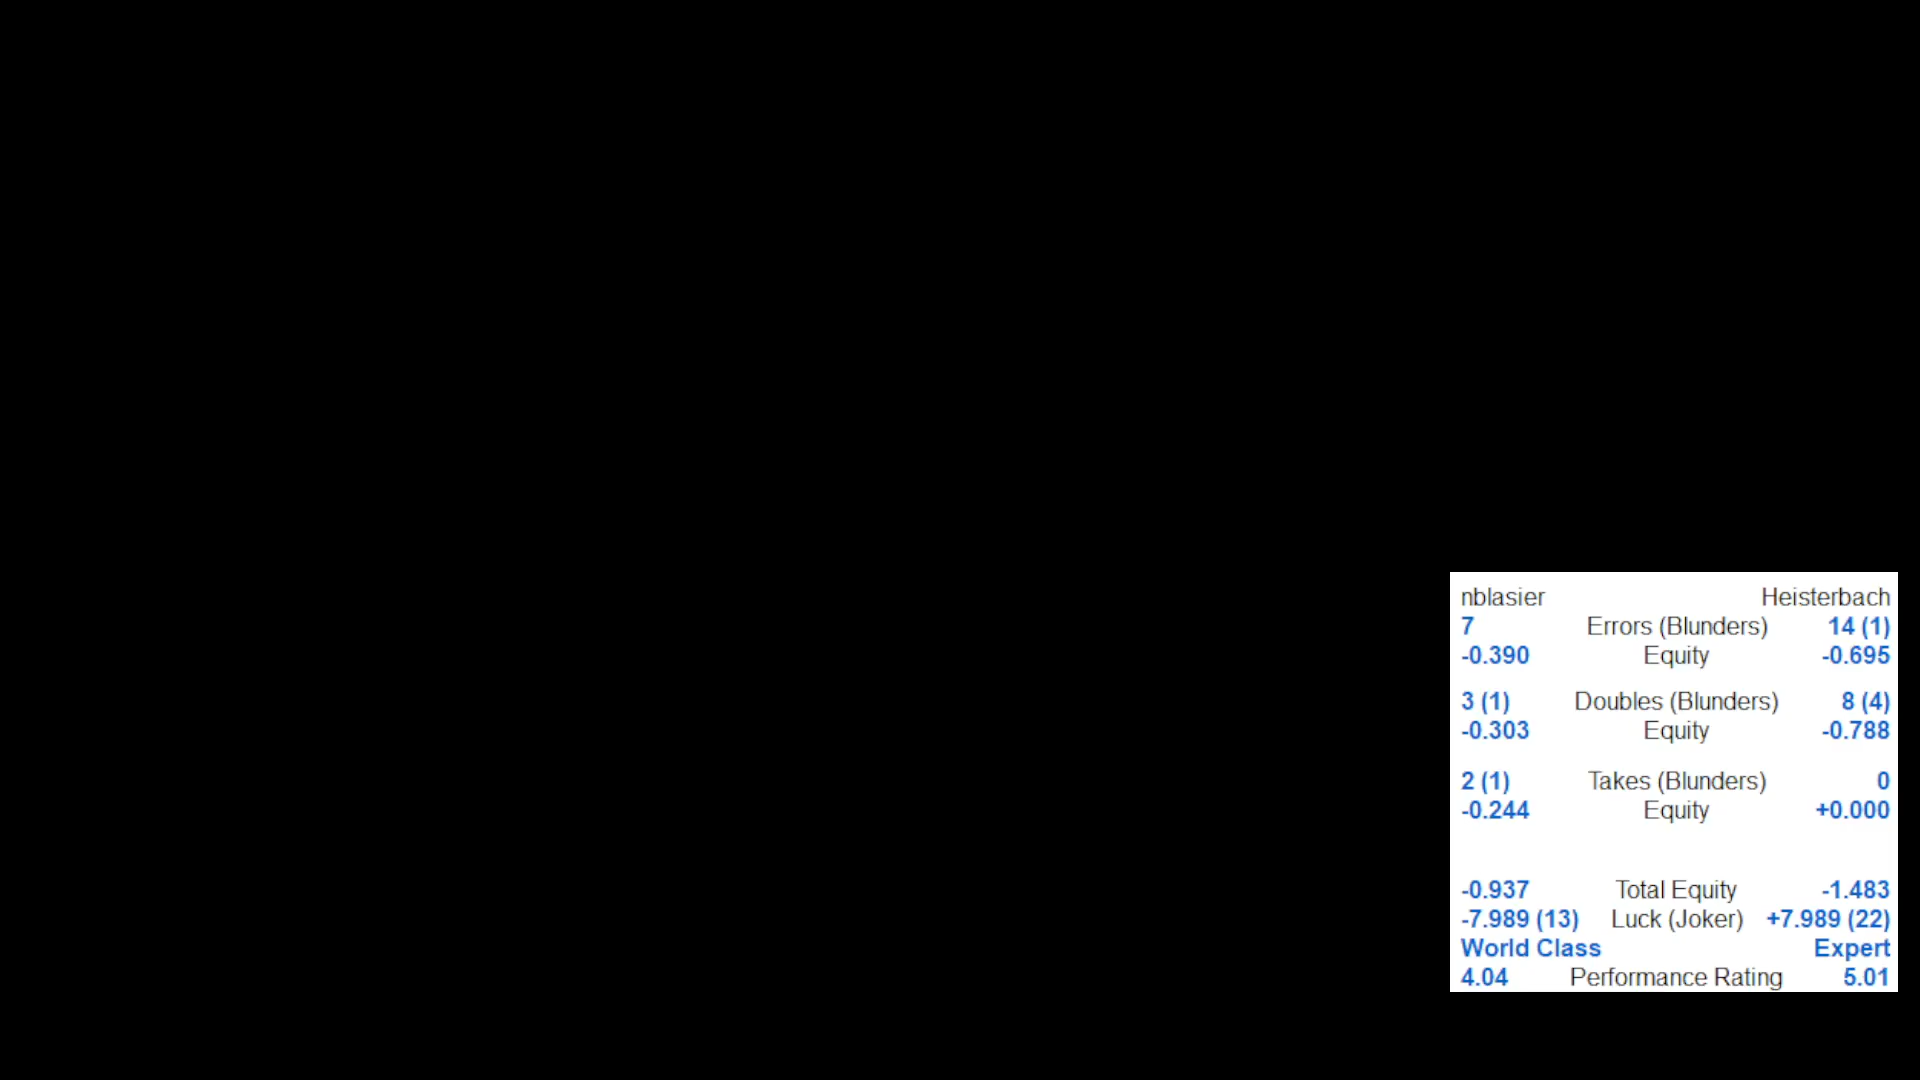 nblasier Heisterbach
7 Errors (Blunders) 14 (1)
-0.390 Equity -0.695
3 (1) Doubles (Blunders) 8 (4)
-0.303 Equity -0.788
2 (1) Takes (Blunders) 0
-0.244 Equity +0.000
-0.937 Total Equity -1.483
-7.989 (13) Luck (Joker) +7.989 (22)
World Class Expert
4.04 Performance Rating 5.01